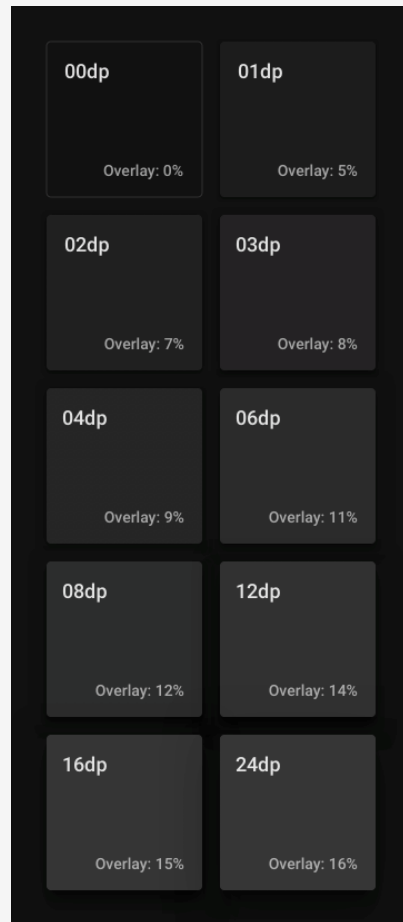 00dp
Overlay: 0%
01dp
Overlay: 5%
02dp
Overlay: 7%
03dp
Overlay: 8%
04dp
Overlay: 9%
06dp
Overlay: 11%
08dp
Overlay: 12%
12dp
Overlay: 14%
16dp
Overlay: 15%
24dp
Overlay: 16%